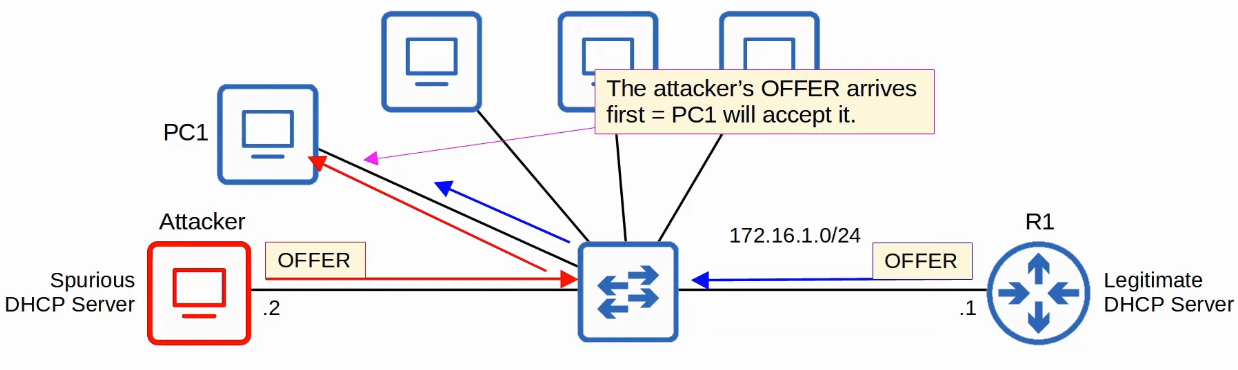 The attacker’s OFFER arrives
first = PC1 will accept it.
PC1
Attacker
172.16.1.0/24
R1
OFFER
OFFER
Spurious
DHCP Server
Legitimate
DHCP Server
.2
.1